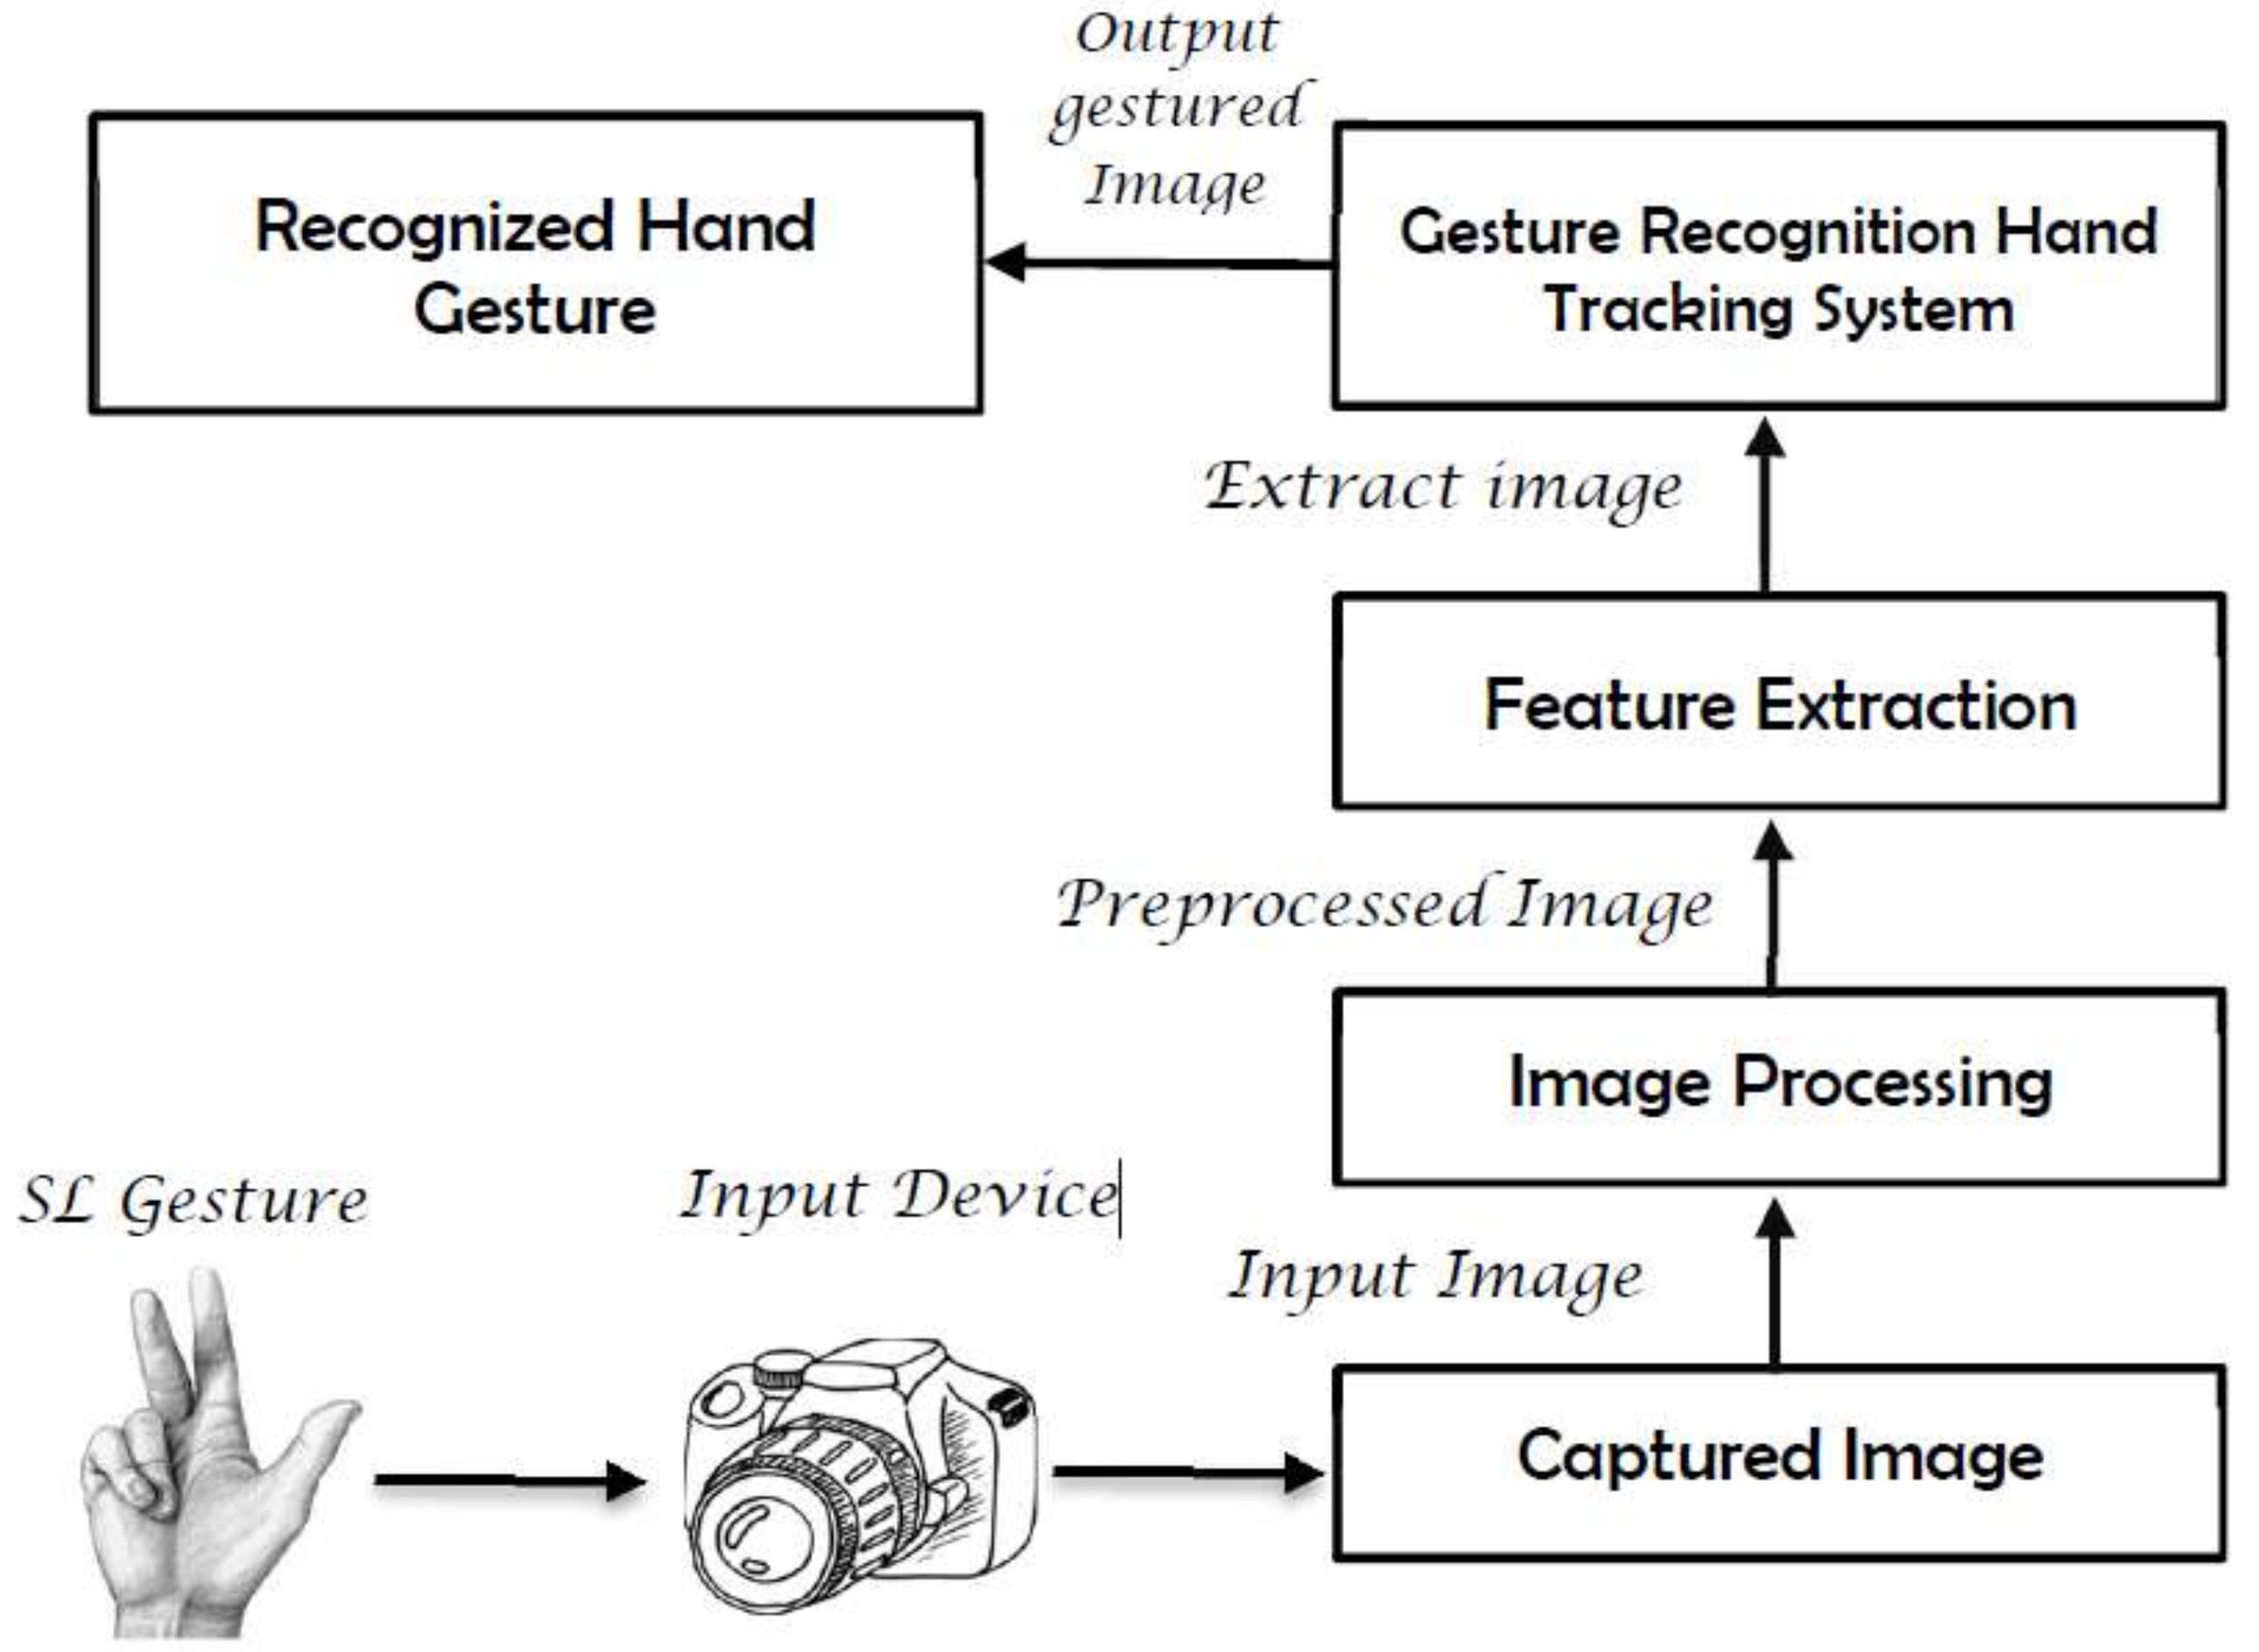 Output
gestured
Image
Recognized Hand
Gesture
Gesture Recognition Hand
Tracking System
Extract image
Feature Extraction
Preprocessed Image
Image Processing
SL Gesture
Input Device
Input Image
Captured Image